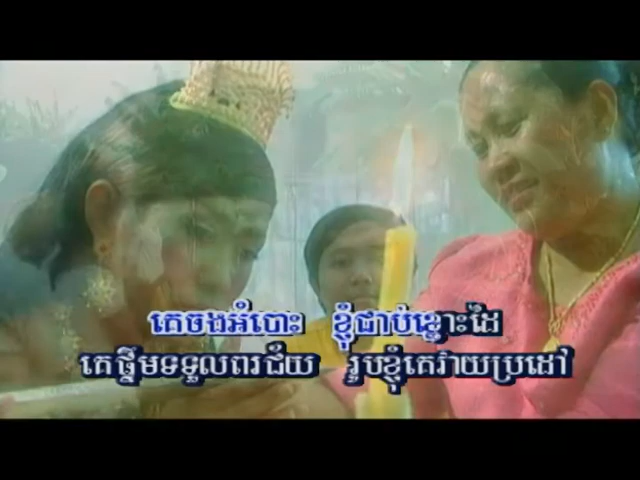 គេចងអំបោះ ខ្ញុំជាប់ខ្នោះដៃ
គេថ្នឹមទទួលពរជ័យ រូបខ្ញុំគេវាយប្រដៅ